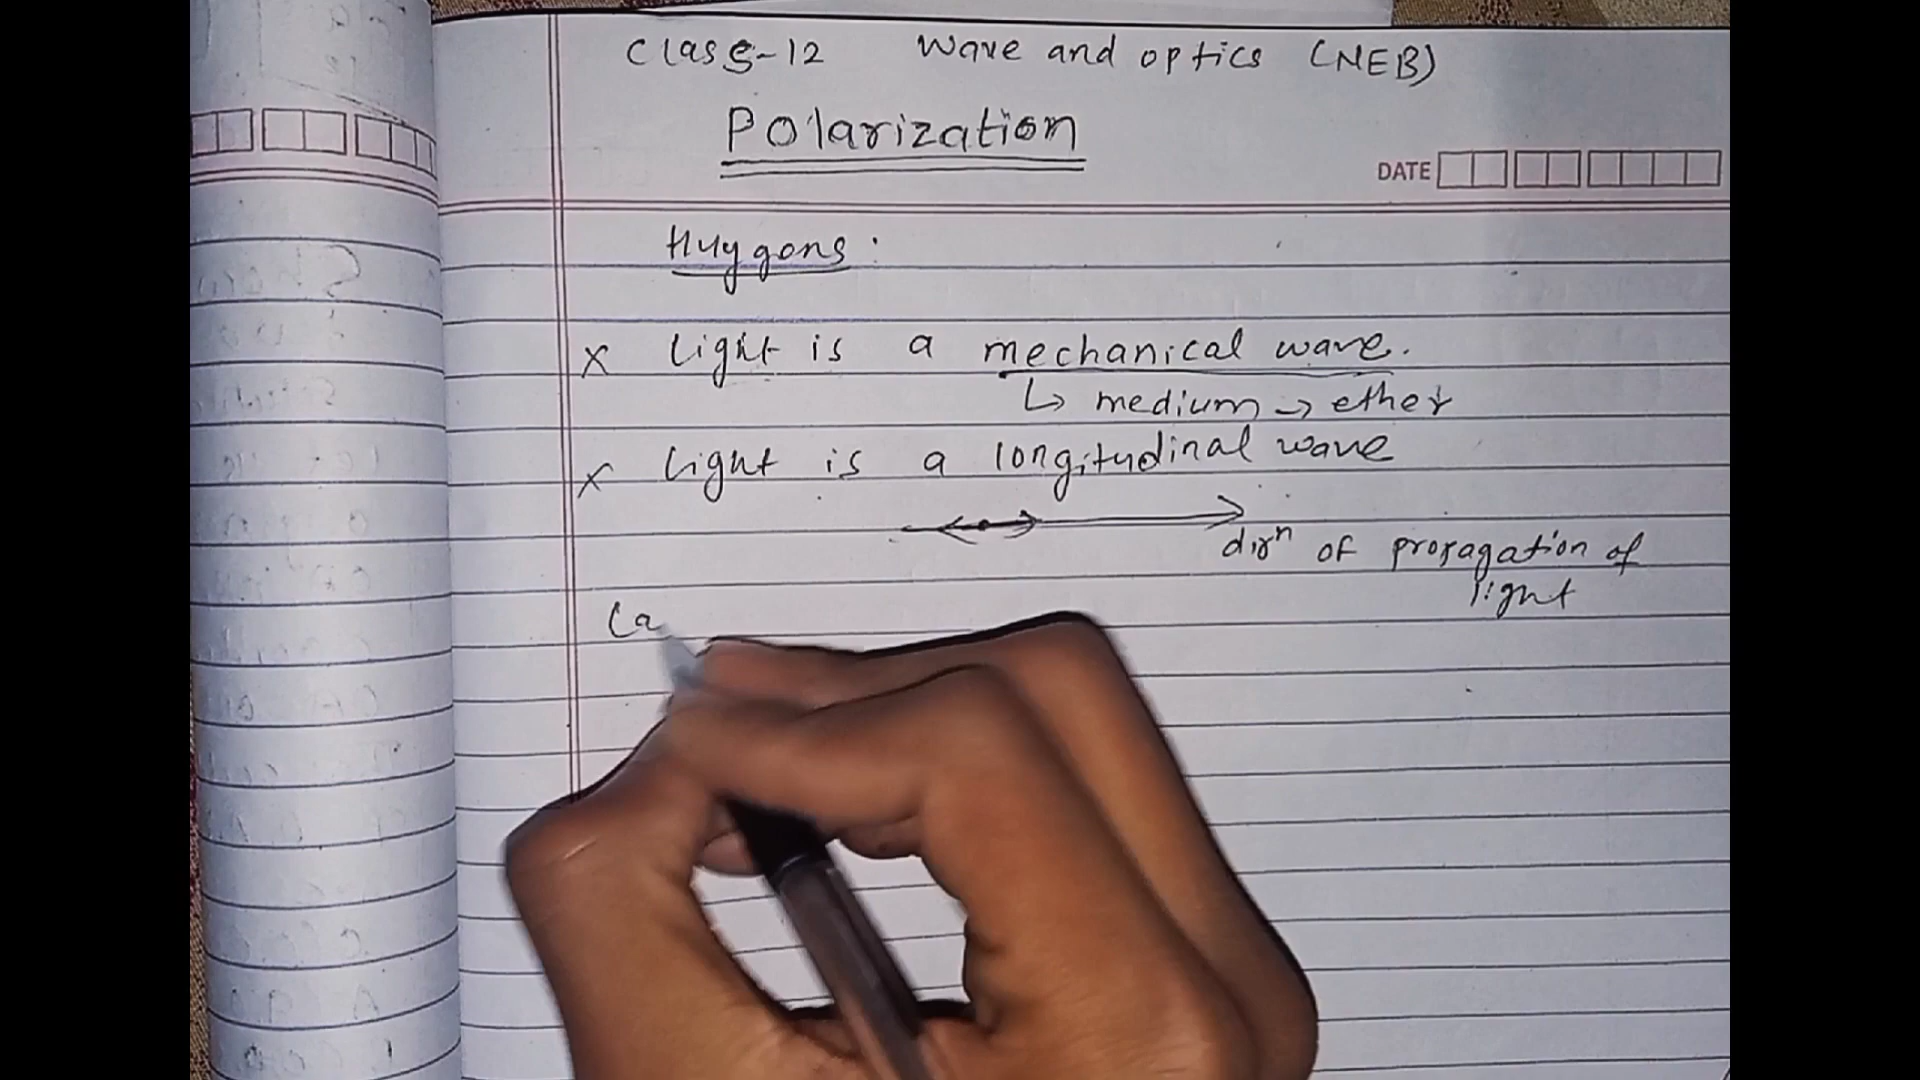 Class-12 Wave and optics (NEB)
Polarization
DATE
Huygons:
x Light is a mechanical wave.
↳ medium → ether
x Light is a longitudinal wave
dirⁿ of propagation of
light
(a